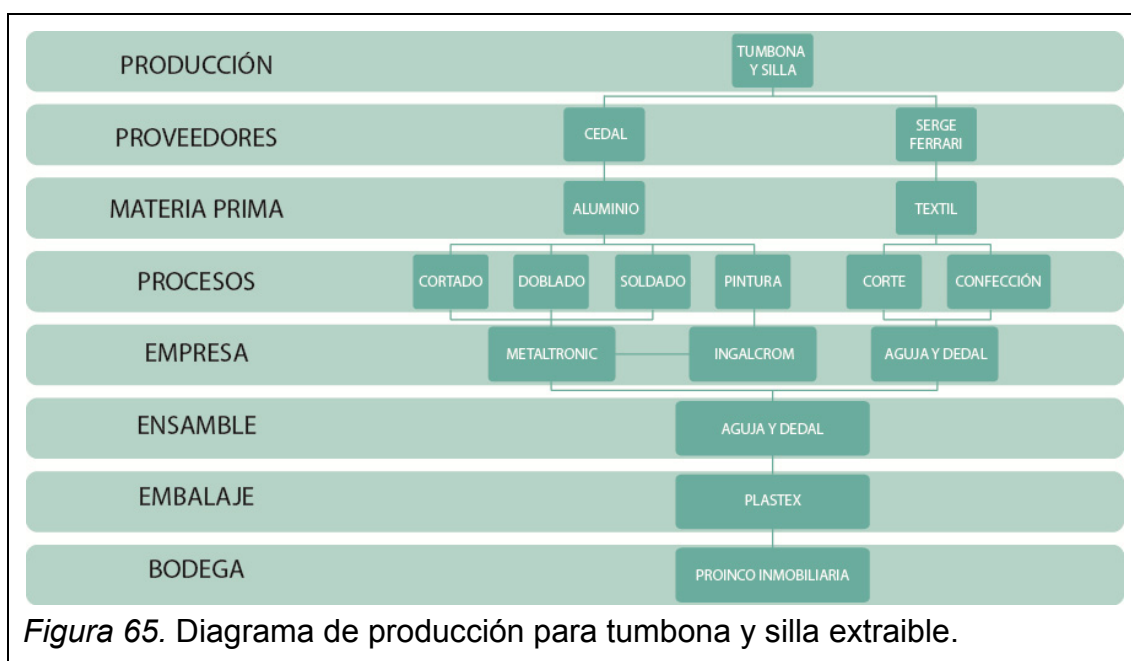 PRODUCCIÓN
TUMBONA
Y SILLA
PROVEEDORES
CEDAL
SERGE
FERRARI
MATERIA PRIMA
ALUMINIO
TEXTIL
PROCESOS
CORTADO
DOBLADO
SOLDADO
PINTURA
CORTE
CONFECCIÓN
EMPRESA
METALTRONIC
INGALCROM
AGUJA Y DEDAL
ENSAMBLE
AGUJA Y DEDAL
EMBALAJE
PLASTEX
BODEGA
PROINCO INMOBILIARIA
Figura 65. Diagrama de producción para tumbona y silla extraible.